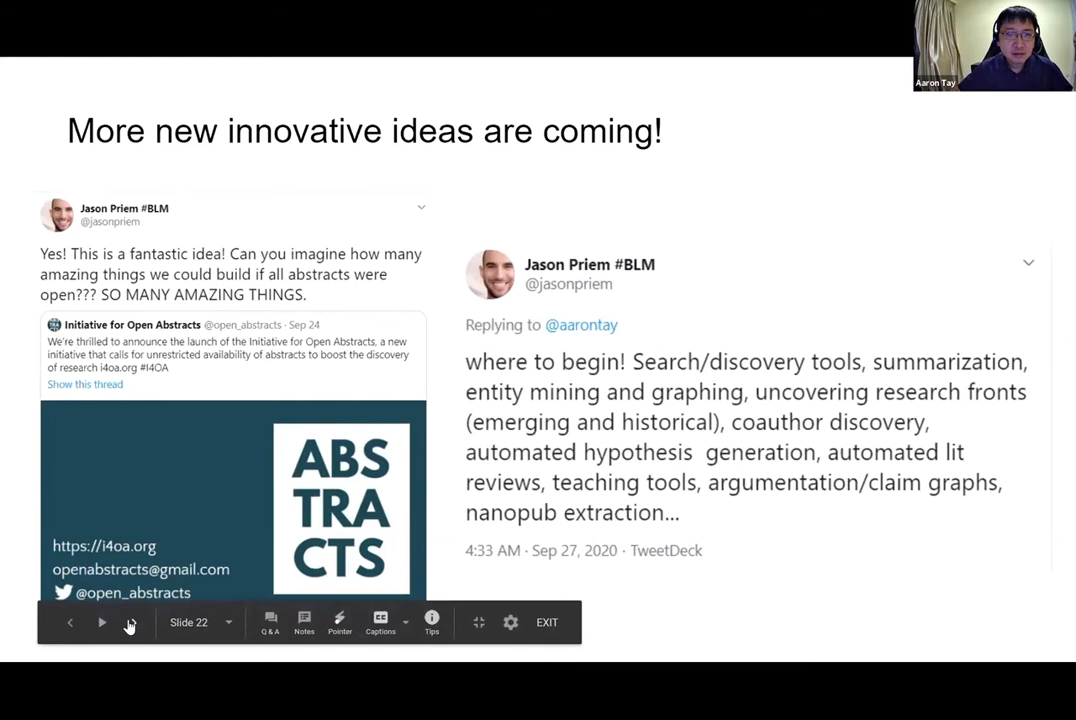 Aaron Tay
More new innovative ideas are coming!
Jason Priem #BLM
@jasonpriem
Yes! This is a fantastic idea! Can you imagine how many
amazing things we could build if all abstracts were
open??? SO MANY AMAZING THINGS.
Initiative for Open Abstracts @open_abstracts · Sep 24
We're thrilled to announce the launch of the Initiative for Open Abstracts, a new
initiative that calls for unrestricted availability of abstracts to boost the discovery
of research i4oa.org #I4OA
Show this thread
ABS
TRA
CTS
https://i4oa.org
openabstracts@gmail.com
@open_abstracts
Jason Priem #BLM
@jasonpriem
Replying to @aarontay
where to begin! Search/discovery tools, summarization,
entity mining and graphing, uncovering research fronts
(emerging and historical), coauthor discovery,
automated hypothesis generation, automated lit
reviews, teaching tools, argumentation/claim graphs,
nanopub extraction...
4:33 AM · Sep 27, 2020 · TweetDeck
Slide 22
Q & A
Notes
Pointer
CC
Captions
Tips
EXIT